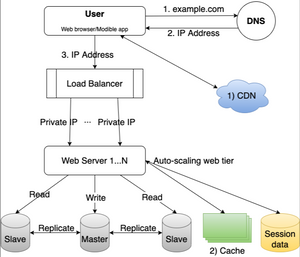 User
Web browser/Modible app
1. example.com
2. IP Address
DNS
3. IP Address
Load Balancer
1) CDN
Private IP ... Private IP
Web Server 1...N
Auto-scaling web tier
Read
Write
Read
Replicate
Replicate
Slave
Master
Slave
2) Cache
Session
data